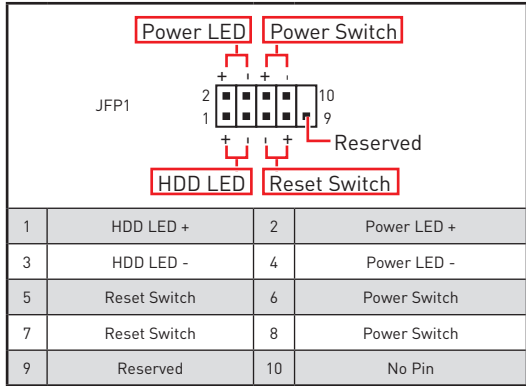 Power LED Power Switch
+ - + -
JFP1
2 10
1 9
+ - - +
Reserved
HDD LED Reset Switch
1 HDD LED + 2 Power LED +
3 HDD LED - 4 Power LED -
5 Reset Switch 6 Power Switch
7 Reset Switch 8 Power Switch
9 Reserved 10 No Pin